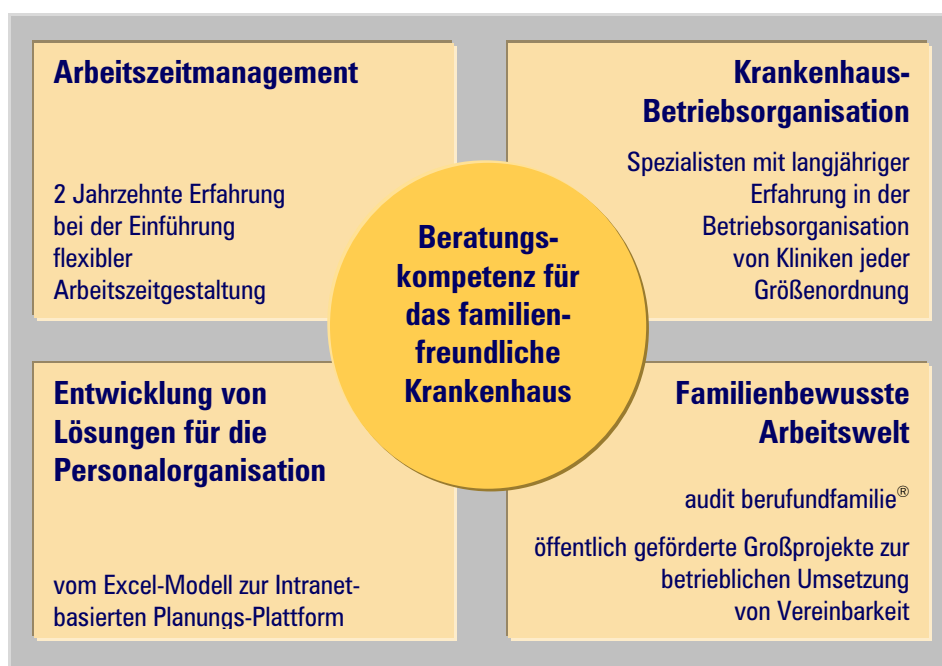 Arbeitszeitmanagement
2 Jahrzehnte Erfahrung
bei der Einführung
flexibler
Arbeitszeitgestaltung
Krankenhaus-
Betriebsorganisation
Spezialisten mit langjähriger
Erfahrung in der
Betriebsorganisation
von Kliniken jeder
Größenordnung
Beratungs-
kompetenz für
das familien-
freundliche
Krankenhaus
Entwicklung von
Lösungen für die
Personalorganisation
vom Excel-Modell zur Intranet-
basierten Planungs-Plattform
Familienbewusste
Arbeitswelt
audit berufundfamilie®
öffentlich geförderte Großprojekte zur
betrieblichen Umsetzung
von Vereinbarkeit